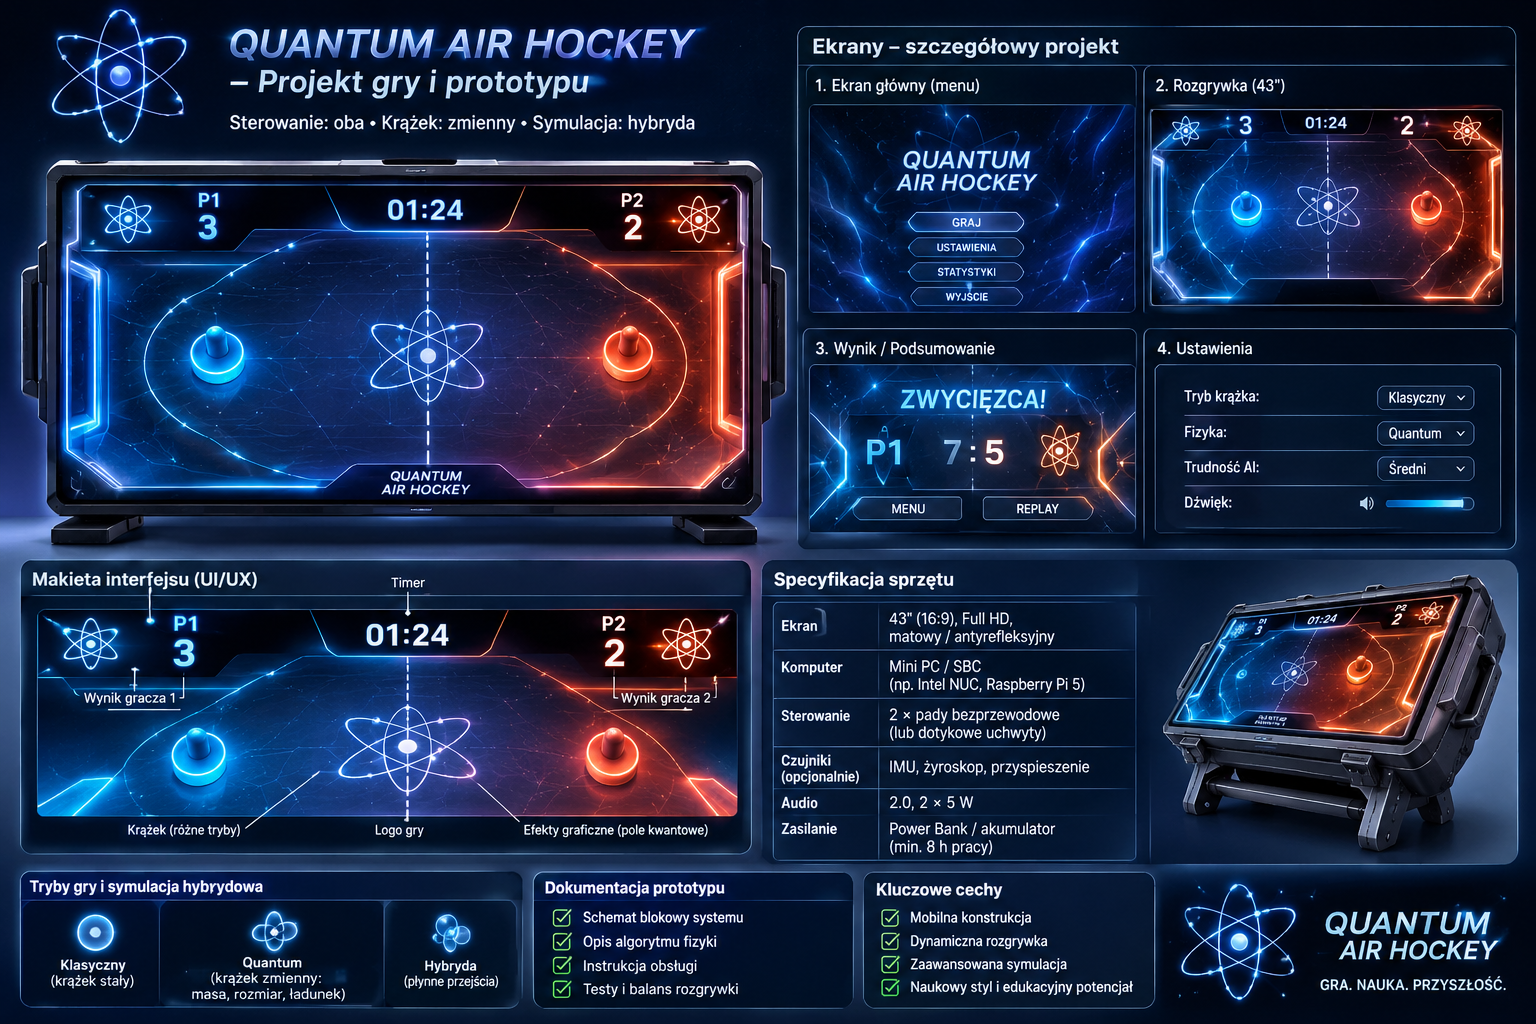 QUANTUM AIR HOCKEY
– Projekt gry i prototypu
Sterowanie: oba • Krążek: zmienny • Symulacja: hybryda
P1
3
01:24
P2
2
QUANTUM
AIR HOCKEY
Ekrany – szczegółowy projekt
1. Ekran główny (menu)
QUANTUM
AIR HOCKEY
GRAJ
USTAWIENIA
STATYSTYKI
WYJŚCIE
2. Rozgrywka (43")
3
01:24
2
3. Wynik / Podsumowanie
ZWYCIĘZCA!
P1 7 : 5
MENU
REPLAY
4. Ustawienia
Tryb krążka:
Klasyczny
Fizyka:
Quantum
Trudność AI:
Średni
Dźwięk:
Makieta interfejsu (UI/UX)
Timer
P1
3
01:24
P2
2
Wynik gracza 1
Wynik gracza 2
Krążek (różne tryby)
Logo gry
Efekty graficzne (pole kwantowe)
Specyfikacja sprzętu
Ekran
43" (16:9), Full HD,
matowy / antyrefleksyjny
Komputer
Mini PC / SBC
(np. Intel NUC, Raspberry Pi 5)
Sterowanie
2 × pady bezprzewodowe
(lub dotykowe uchwyty)
Czujniki
(opcjonalnie)
IMU, żyroskop, przyspieszenie
Audio
2.0, 2 × 5 W
Zasilanie
Power Bank / akumulator
(min. 8 h pracy)
3
01:24
P2
2
Tryby gry i symulacja hybrydowa
Klasyczny
(krążek stały)
Quantum
(krążek zmienny:
masa, rozmiar, ładunek)
Hybryda
(płynne przejścia)
Dokumentacja prototypu
Schemat blokowy systemu
Opis algorytmu fizyki
Instrukcja obsługi
Testy i balans rozgrywki
Kluczowe cechy
Mobilna konstrukcja
Dynamiczna rozgrywka
Zaawansowana symulacja
Naukowy styl i edukacyjny potencjał
QUANTUM
AIR HOCKEY
GRA. NAUKA. PRZYSZŁOŚĆ.